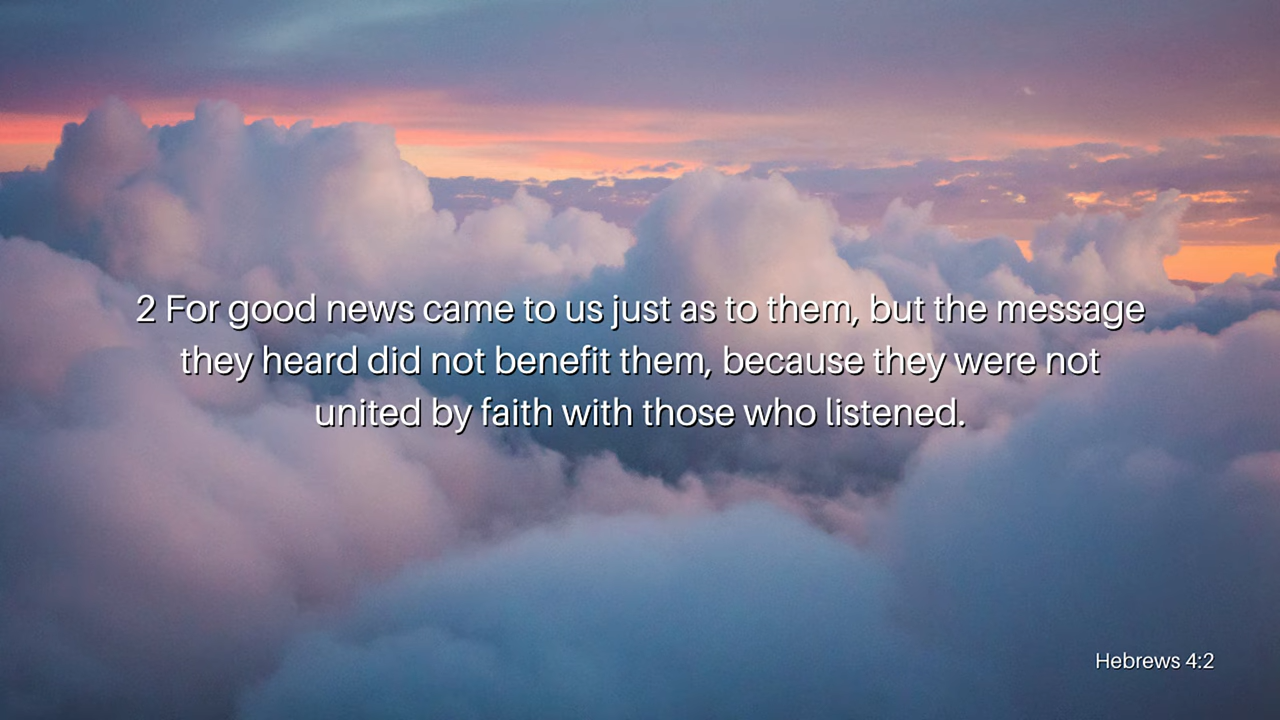 2 For good news came to us just as to them, but the message
they heard did not benefit them, because they were not
united by faith with those who listened.
Hebrews 4:2